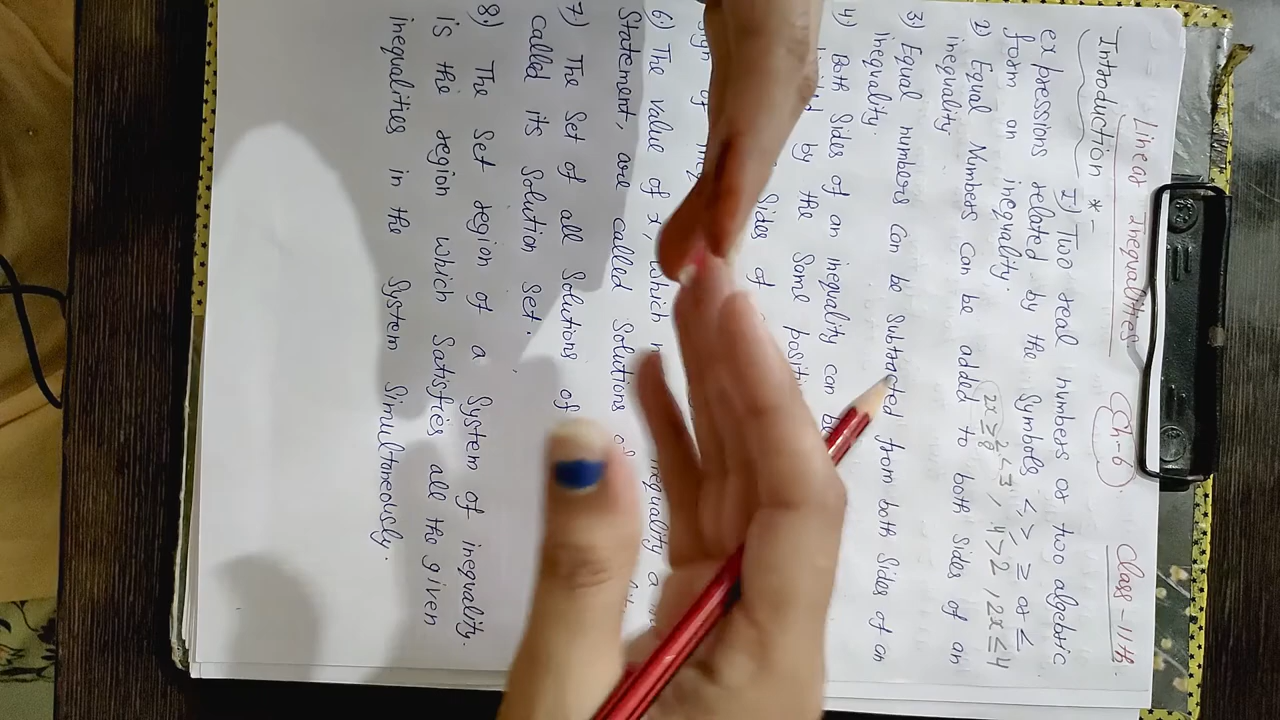 Linear Inequalities Ch-6 Class-11th
Introduction *- 1) Two real numbers or two algebraic
expressions related by the Symbols <, >, ≥ or ≤
form an inequality. 2<3, 4>2, 2x≤4
2x≥8
2) Equal Numbers can be added to both Sides of an
inequality
3) Equal numbers can be Subtracted from both Sides of an
inequality.
4) Both Sides of an inequality can be
by the Same
Sides of
Sign of
6.) The value of x, which inequality a
Statement, are called Solutions
7.) The Set of all Solutions of
called its Solution Set.
8.) The Set region of a System of inequality.
is the region which Satisfies all the given
inequalities in the System Simultaneously.